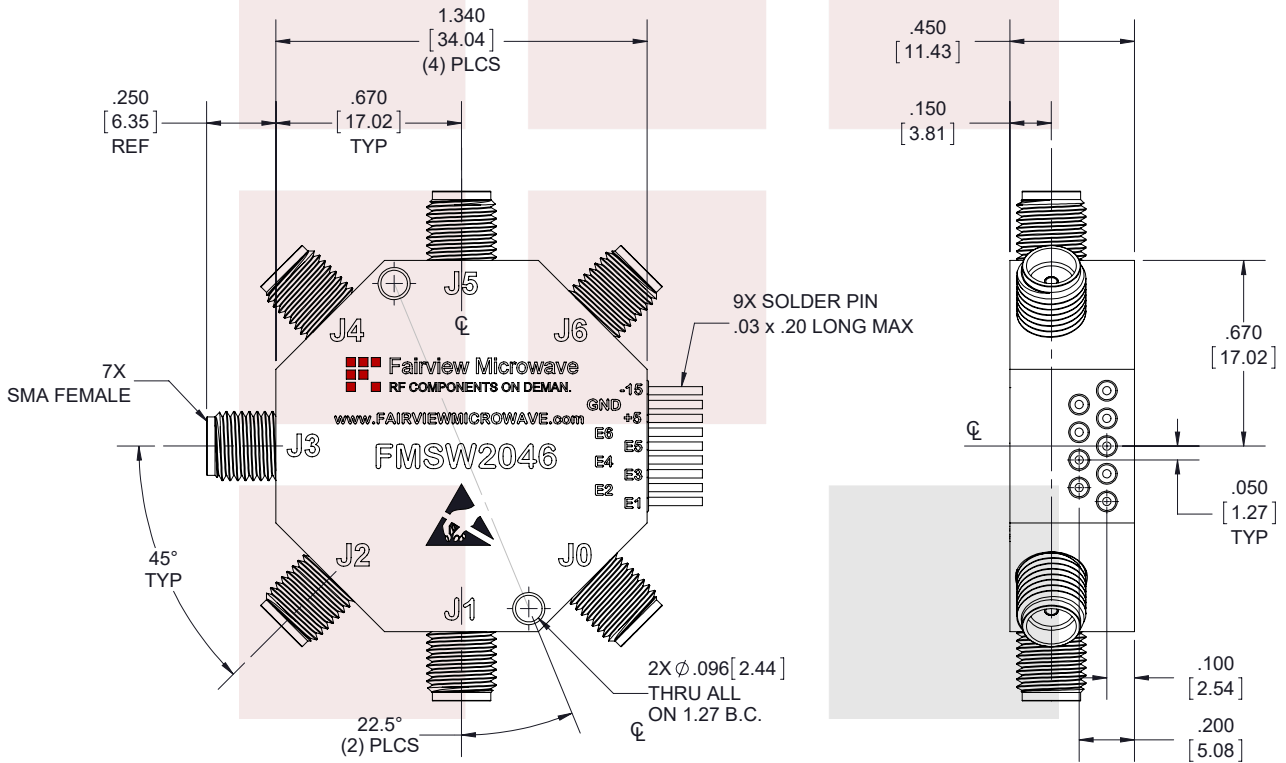 1.340
[34.04]
(4) PLCS
.250
[6.35]
REF
.670
[17.02]
TYP
.450
[11.43]
.150
[3.81]
J5
℄
J4
J6
9X SOLDER PIN
.03 x .20 LONG MAX
.670
[17.02]
7X
SMA FEMALE
Fairview Microwave
RF COMPONENTS ON DEMAN.
www.FAIRVIEWMICROWAVE.com
FMSW2046
J3
-15
GND
+5
E6
E5
E4
E3
E2
E1
℄
.050
[1.27]
TYP
45°
TYP
J2
J0
J1
2X ⌀ .096[2.44]
THRU ALL
ON 1.27 B.C.
℄
22.5°
(2) PLCS
.100
[2.54]
.200
[5.08]